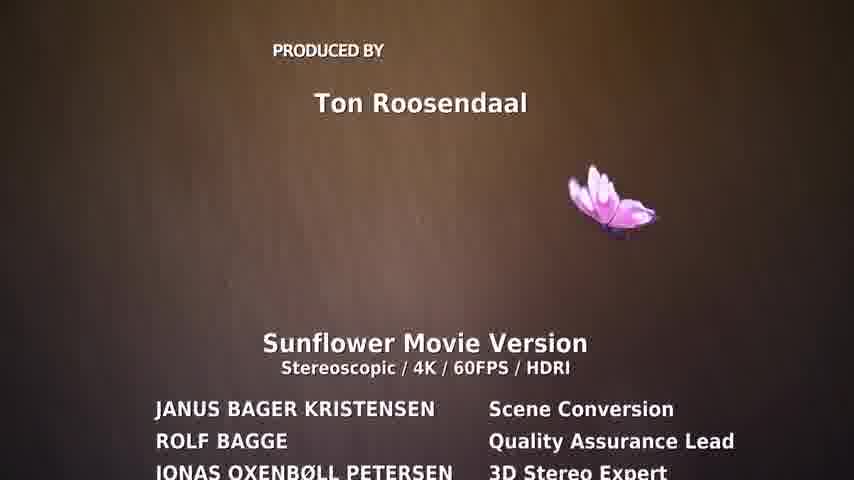 PRODUCED BY
Ton Roosendaal
Sunflower Movie Version
Stereoscopic / 4K / 60FPS / HDRI
JANUS BAGER KRISTENSEN Scene Conversion
ROLF BAGGE Quality Assurance Lead
JONAS OXENBØLL PETERSEN 3D Stereo Expert